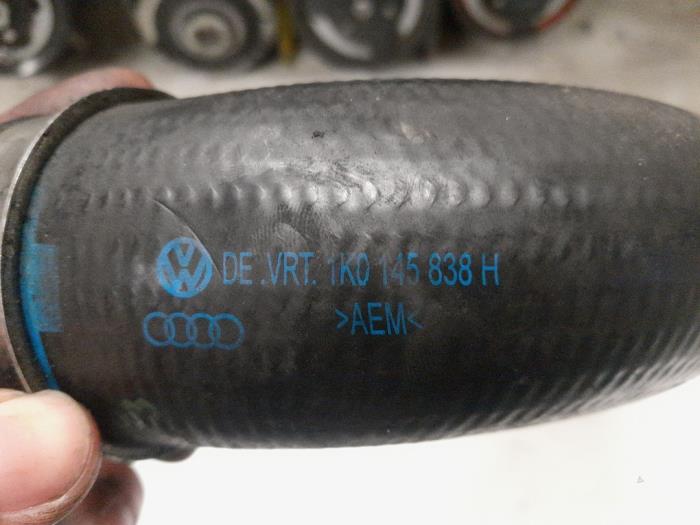 DE .VRT. 1K0 145 838 H
>AEM<